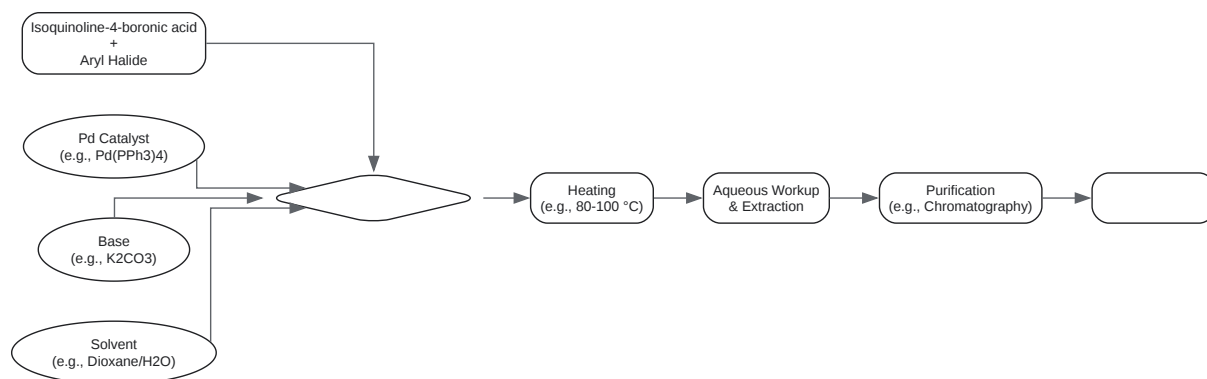 Isoquinoline-4-boronic acid
+
Aryl Halide
Pd Catalyst
(e.g., Pd(PPh3)4)
Base
(e.g., K2CO3)
Solvent
(e.g., Dioxane/H2O)
Heating
(e.g., 80-100 °C)
Aqueous Workup
& Extraction
Purification
(e.g., Chromatography)